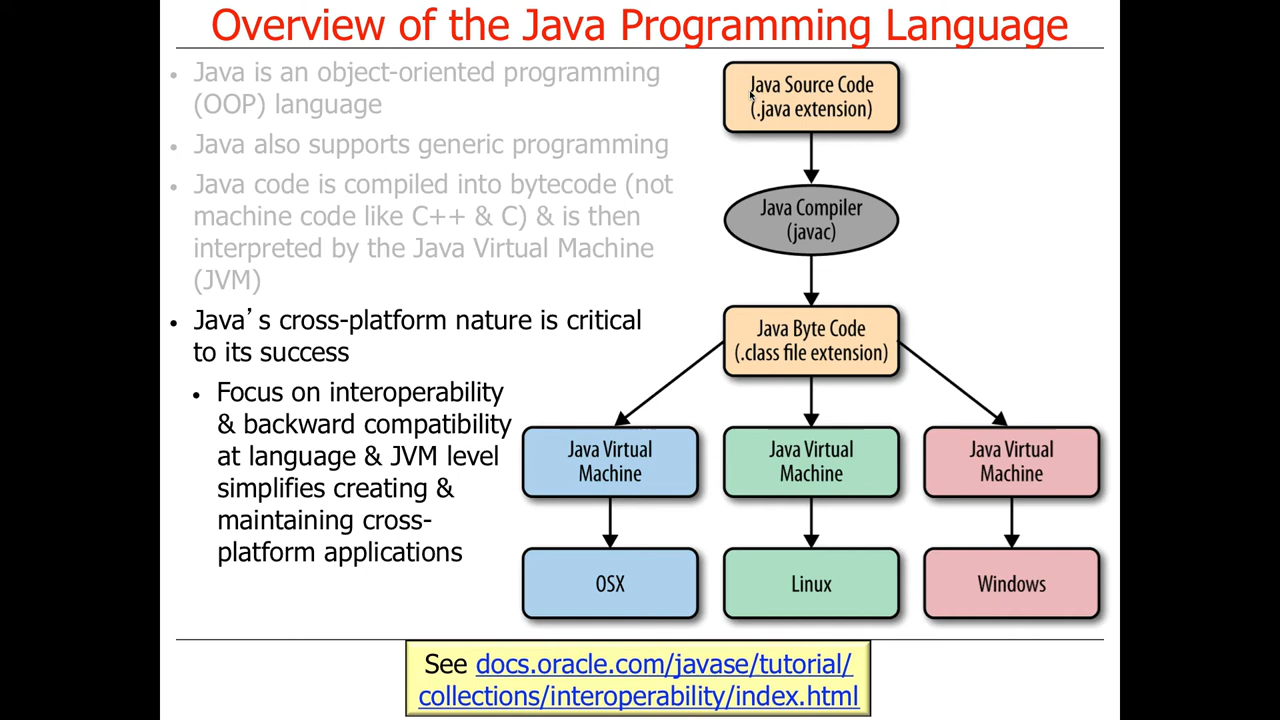 Overview of the Java Programming Language
• Java is an object-oriented programming
(OOP) language
• Java also supports generic programming
• Java code is compiled into bytecode (not
machine code like C++ & C) & is then
interpreted by the Java Virtual Machine
(JVM)
• Java’s cross-platform nature is critical
to its success
• Focus on interoperability
& backward compatibility
at language & JVM level
simplifies creating &
maintaining cross-
platform applications
Java Source Code
(.java extension)
Java Compiler
(javac)
Java Byte Code
(.class file extension)
Java Virtual
Machine
Java Virtual
Machine
Java Virtual
Machine
OSX
Linux
Windows
See docs.oracle.com/javase/tutorial/
collections/interoperability/index.html